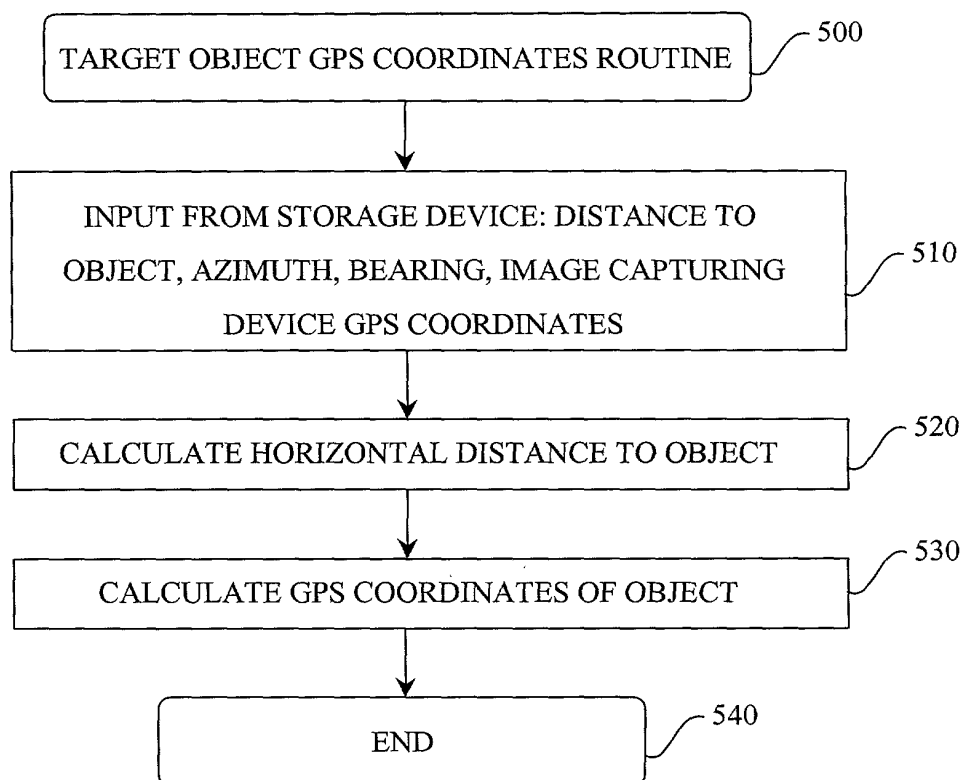 TARGET OBJECT GPS COORDINATES ROUTINE
500
INPUT FROM STORAGE DEVICE: DISTANCE TO
OBJECT, AZIMUTH, BEARING, IMAGE CAPTURING
DEVICE GPS COORDINATES
510
CALCULATE HORIZONTAL DISTANCE TO OBJECT
520
CALCULATE GPS COORDINATES OF OBJECT
530
END
540